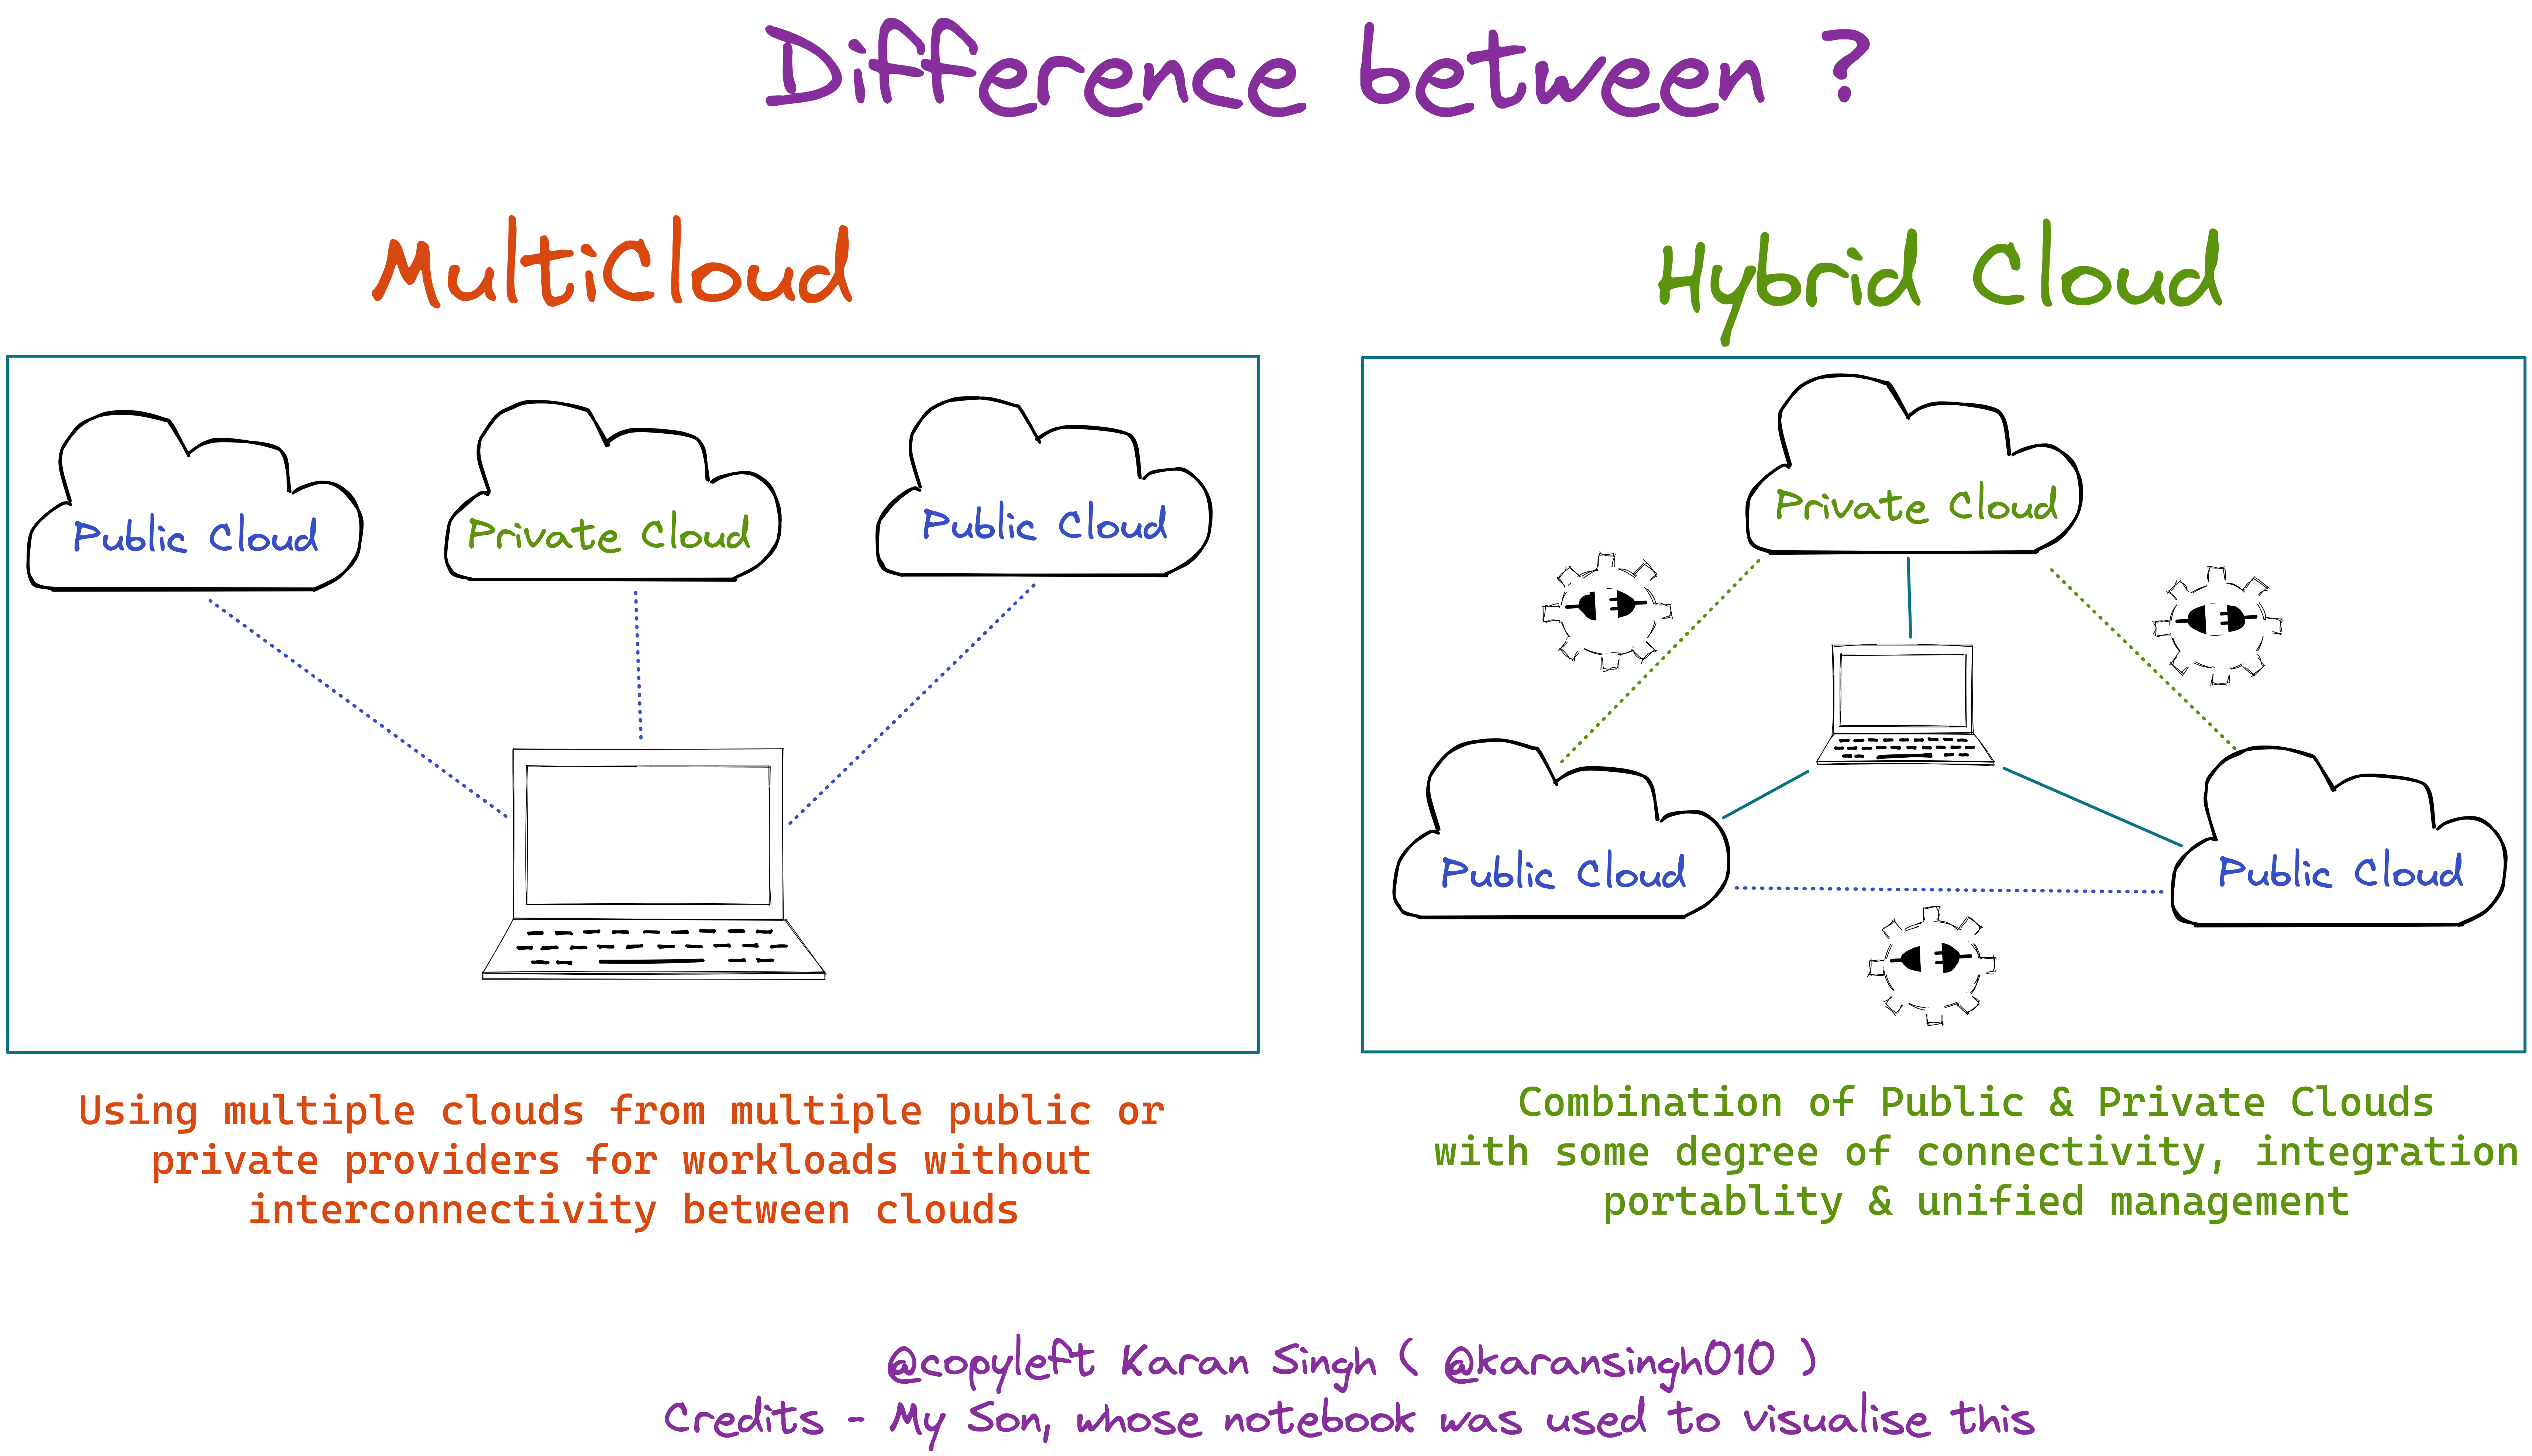 Difference between ?
MultiCloud
Hybrid Cloud
Public Cloud
Private Cloud
Public Cloud
Private Cloud
Public Cloud
Public Cloud
Using multiple clouds from multiple public or
private providers for workloads without
interconnectivity between clouds
Combination of Public & Private Clouds
with some degree of connectivity, integration
portablity & unified management
@copyleft Karan Singh ( @karansingh010 )
Credits - My Son, whose notebook was used to visualise this